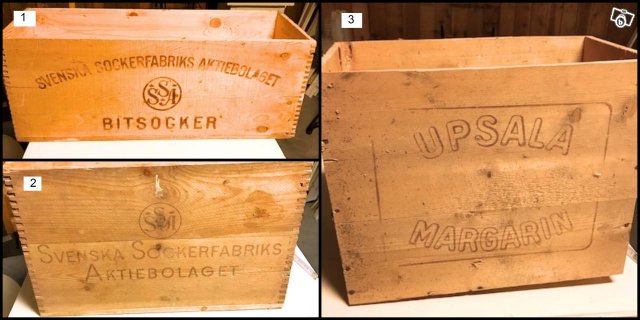 1
SVENSKA SOCKERFABRIKS AKTIEBOLAGET
SSA
BITSOCKER
2
SSA
SVENSKA SOCKERFABRIKS
AKTIEBOLAGET
3
UPSALA
MARGARIN